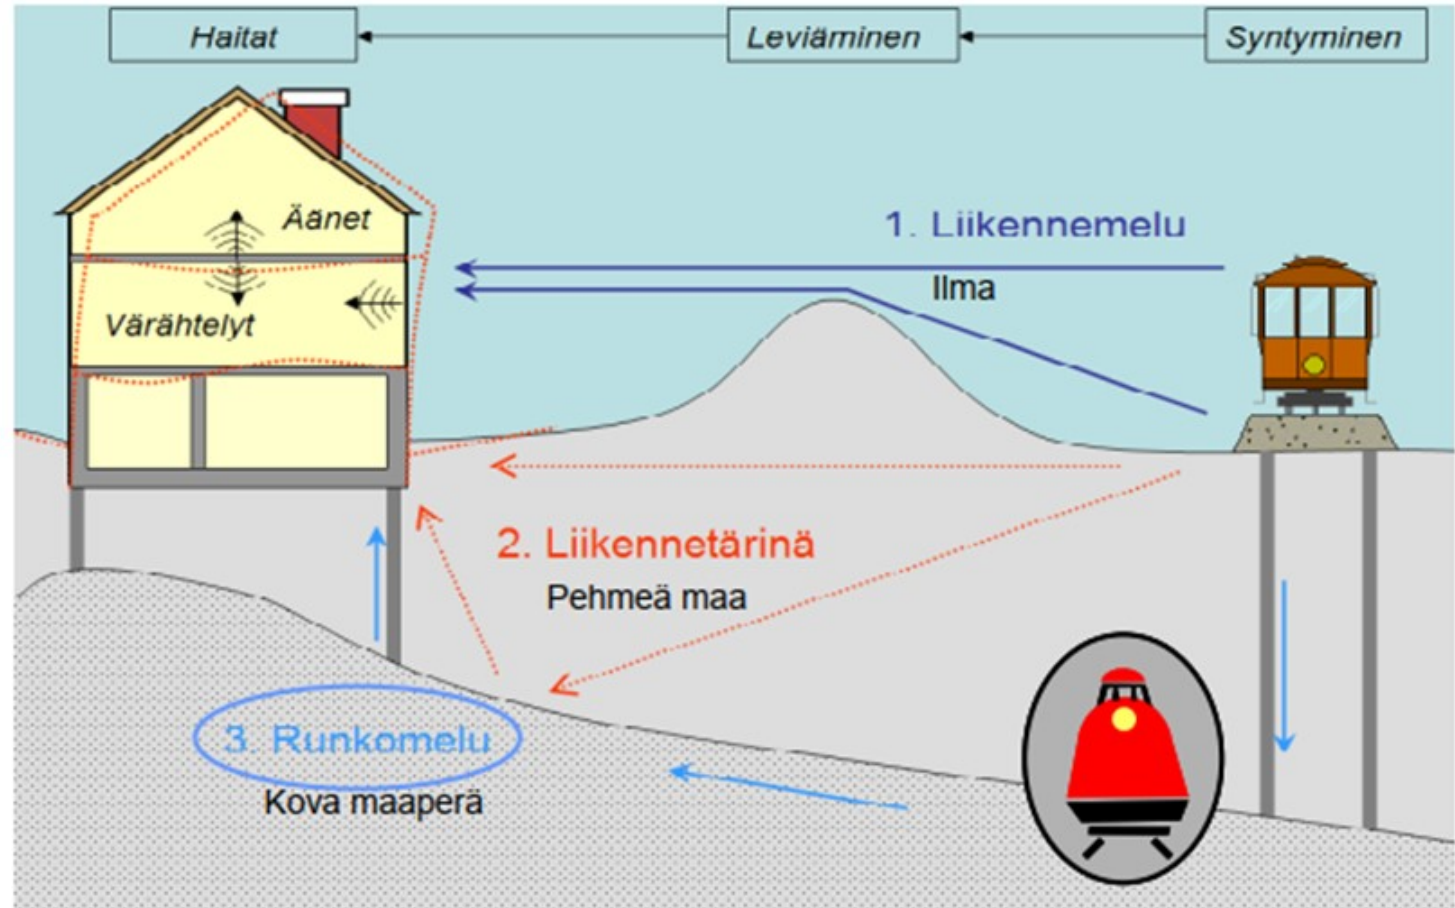 Haitat
Leviäminen
Syntyminen
Äänet
1. Liikennemelu
Ilma
Värähtelyt
2. Liikennetärinä
Pehmeä maa
3. Runkomelu
Kova maaperä